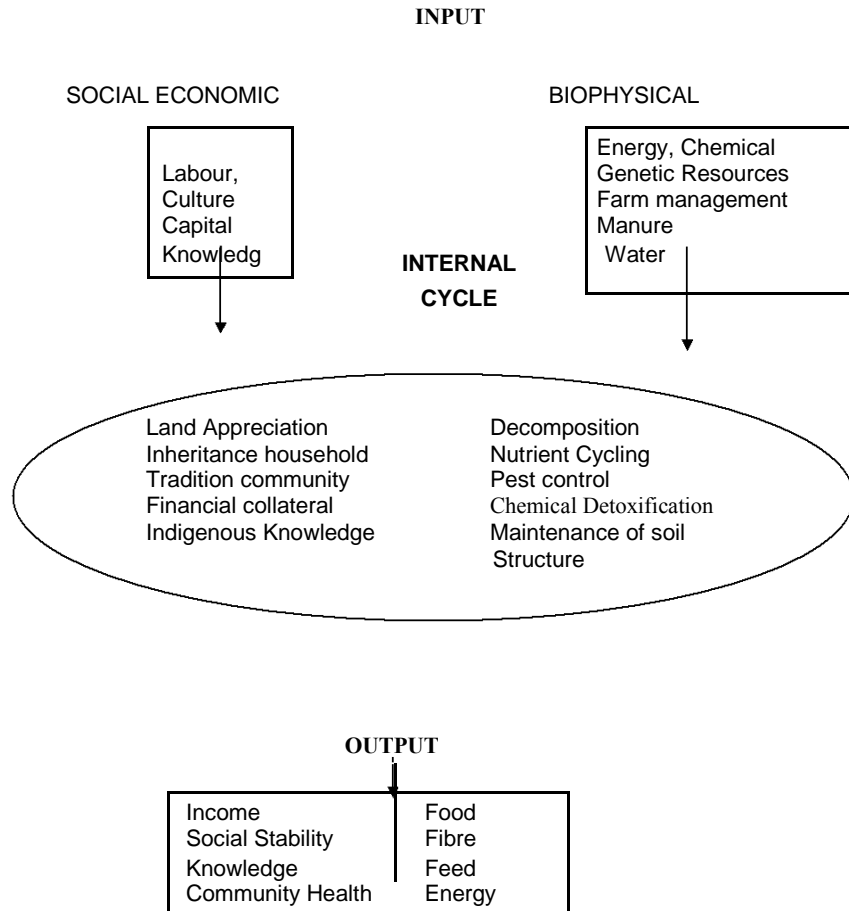 INPUT
SOCIAL ECONOMIC
BIOPHYSICAL
Labour,
Culture
Capital
Knowledg
Energy, Chemical
Genetic Resources
Farm management
Manure
Water
INTERNAL
CYCLE
Land Appreciation
Inheritance household
Tradition community
Financial collateral
Indigenous Knowledge
Decomposition
Nutrient Cycling
Pest control
Chemical Detoxification
Maintenance of soil
Structure
OUTPUT
Income
Social Stability
Knowledge
Community Health
Food
Fibre
Feed
Energy